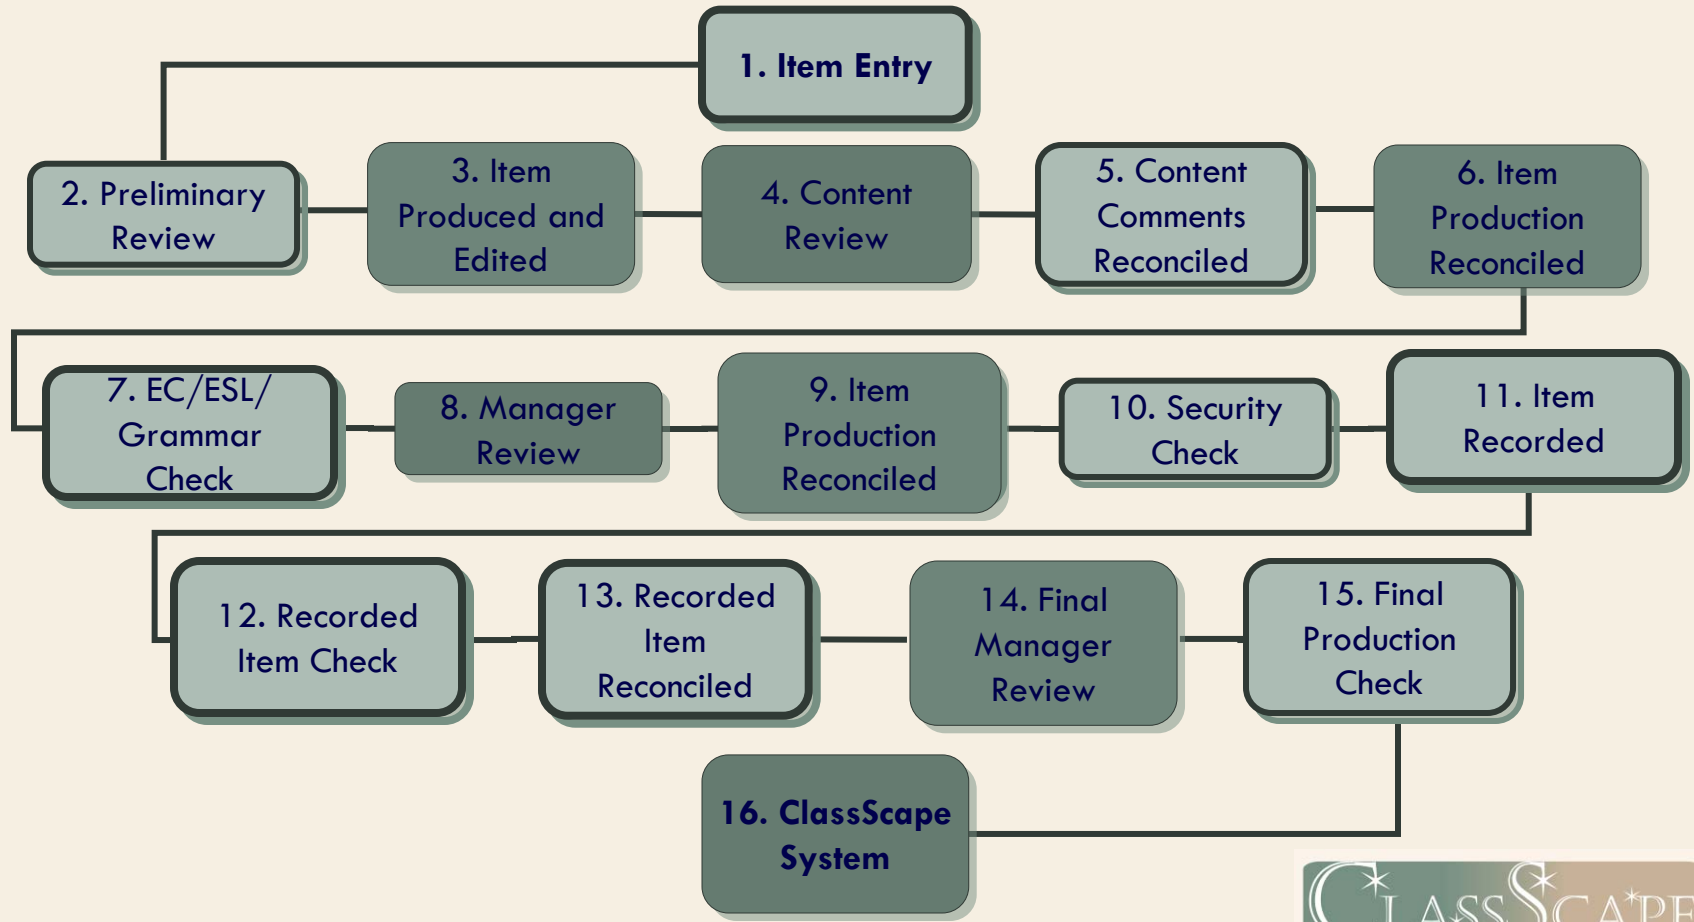 1. Item Entry
2. Preliminary
Review
3. Item
Produced and
Edited
4. Content
Review
5. Content
Comments
Reconciled
6. Item
Production
Reconciled
7. EC/ESL/
Grammar
Check
8. Manager
Review
9. Item
Production
Reconciled
10. Security
Check
11. Item
Recorded
12. Recorded
Item Check
13. Recorded
Item
Reconciled
14. Final
Manager
Review
15. Final
Production
Check
16. ClassScape
System
CLASSSCAPE